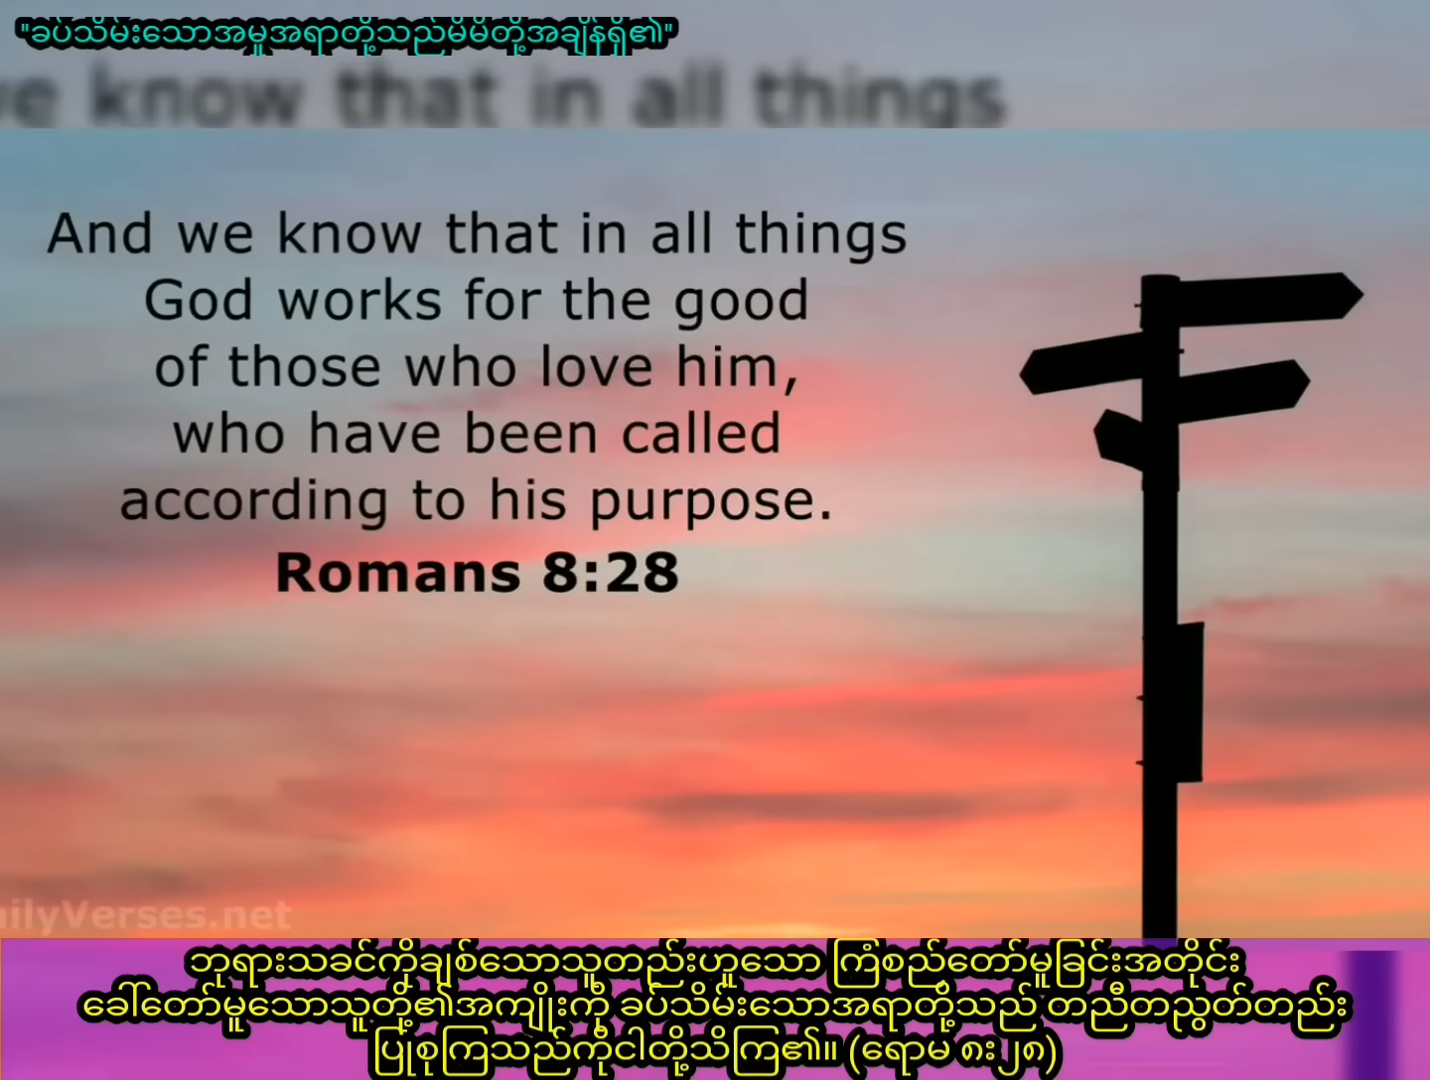 "ခပ်သိမ်းသောအမှုအရာတို့သည်မိမိတို့အချိန်ရှိ၏"
we know that in all things
And we know that in all things
God works for the good
of those who love him,
who have been called
according to his purpose.
Romans 8:28
ilyVerses.net
ဘုရားသခင်ကိုချစ်သောသူတည်းဟူသော ကြံစည်တော်မူခြင်းအတိုင်း
ခေါ်တော်မူသောသူတို့၏အကျိုးကို ခပ်သိမ်းသောအရာတို့သည် တညီတညွတ်တည်း
ပြုစုကြသည်ကိုငါတို့သိကြ၏။ (ရောမ ၈း၂၈)